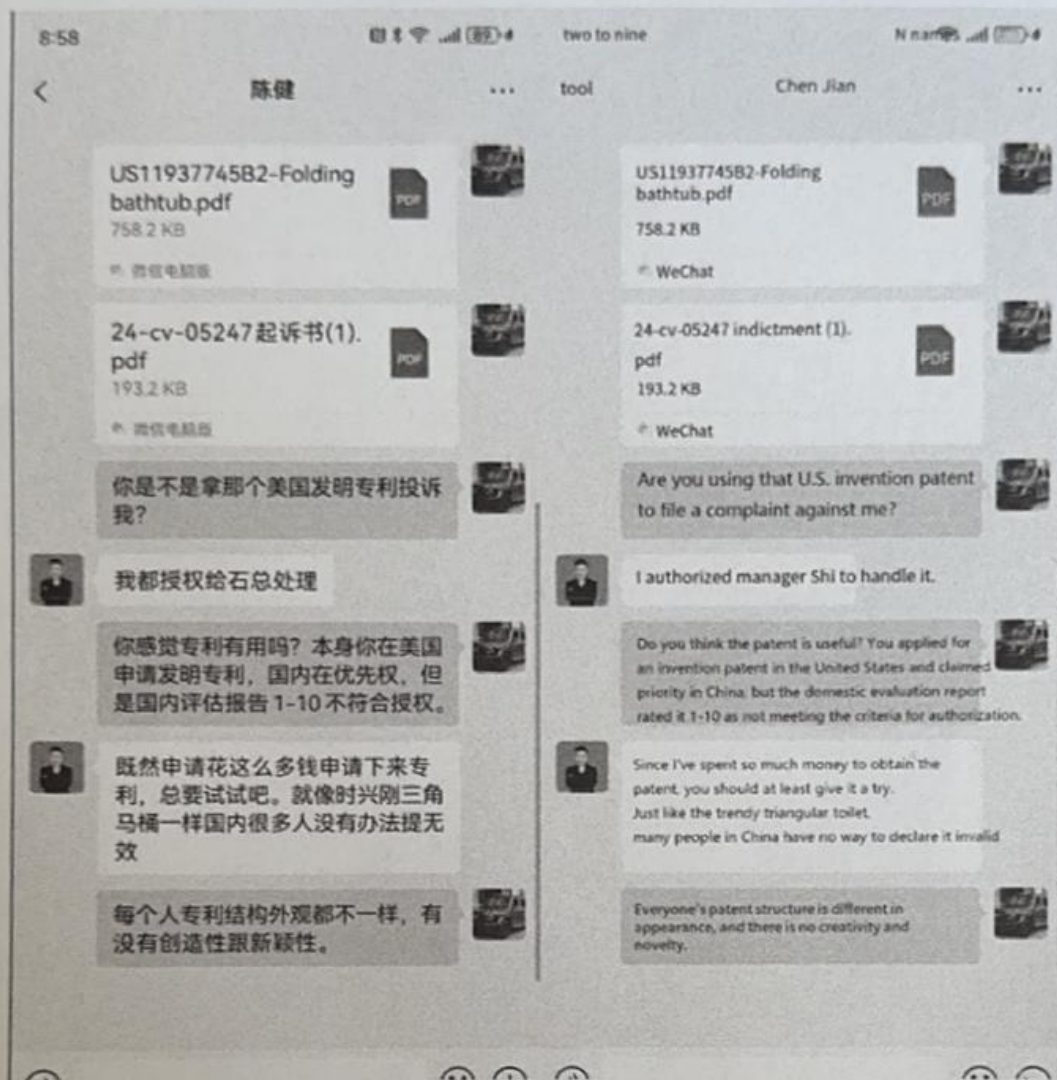 8:58
陈健
US11937745B2-Folding
bathtub.pdf
758.2 KB
PDF
微信电脑版
24-cv-05247起诉书(1).
pdf
193.2 KB
PDF
微信电脑版
你是不是拿那个美国发明专利投诉
我?
我都授权给石总处理
你感觉专利有用吗?本身你在美国
申请发明专利,国内在优先权,但
是国内评估报告1-10不符合授权。
既然申请花这么多钱申请下来专
利,总要试试吧。就像时兴刚三角
马桶一样国内很多人没有办法提无
效
每个人专利结构外观都不一样,有
没有创造性跟新颖性。
two to nine
N names
tool
Chen Jian
US11937745B2-Folding
bathtub.pdf
758.2 KB
PDF
WeChat
24-cv-05247 indictment (1).
pdf
193.2 KB
PDF
WeChat
Are you using that U.S. invention patent
to file a complaint against me?
I authorized manager Shi to handle it.
Do you think the patent is useful? You applied for
an invention patent in the United States and claimed
priority in China, but the domestic evaluation report
rated it 1-10 as not meeting the criteria for authorization.
Since I've spent so much money to obtain the
patent, you should at least give it a try.
Just like the trendy triangular toilet,
many people in China have no way to declare it invalid
Everyone's patent structure is different in
appearance, and there is no creativity and
novelty.